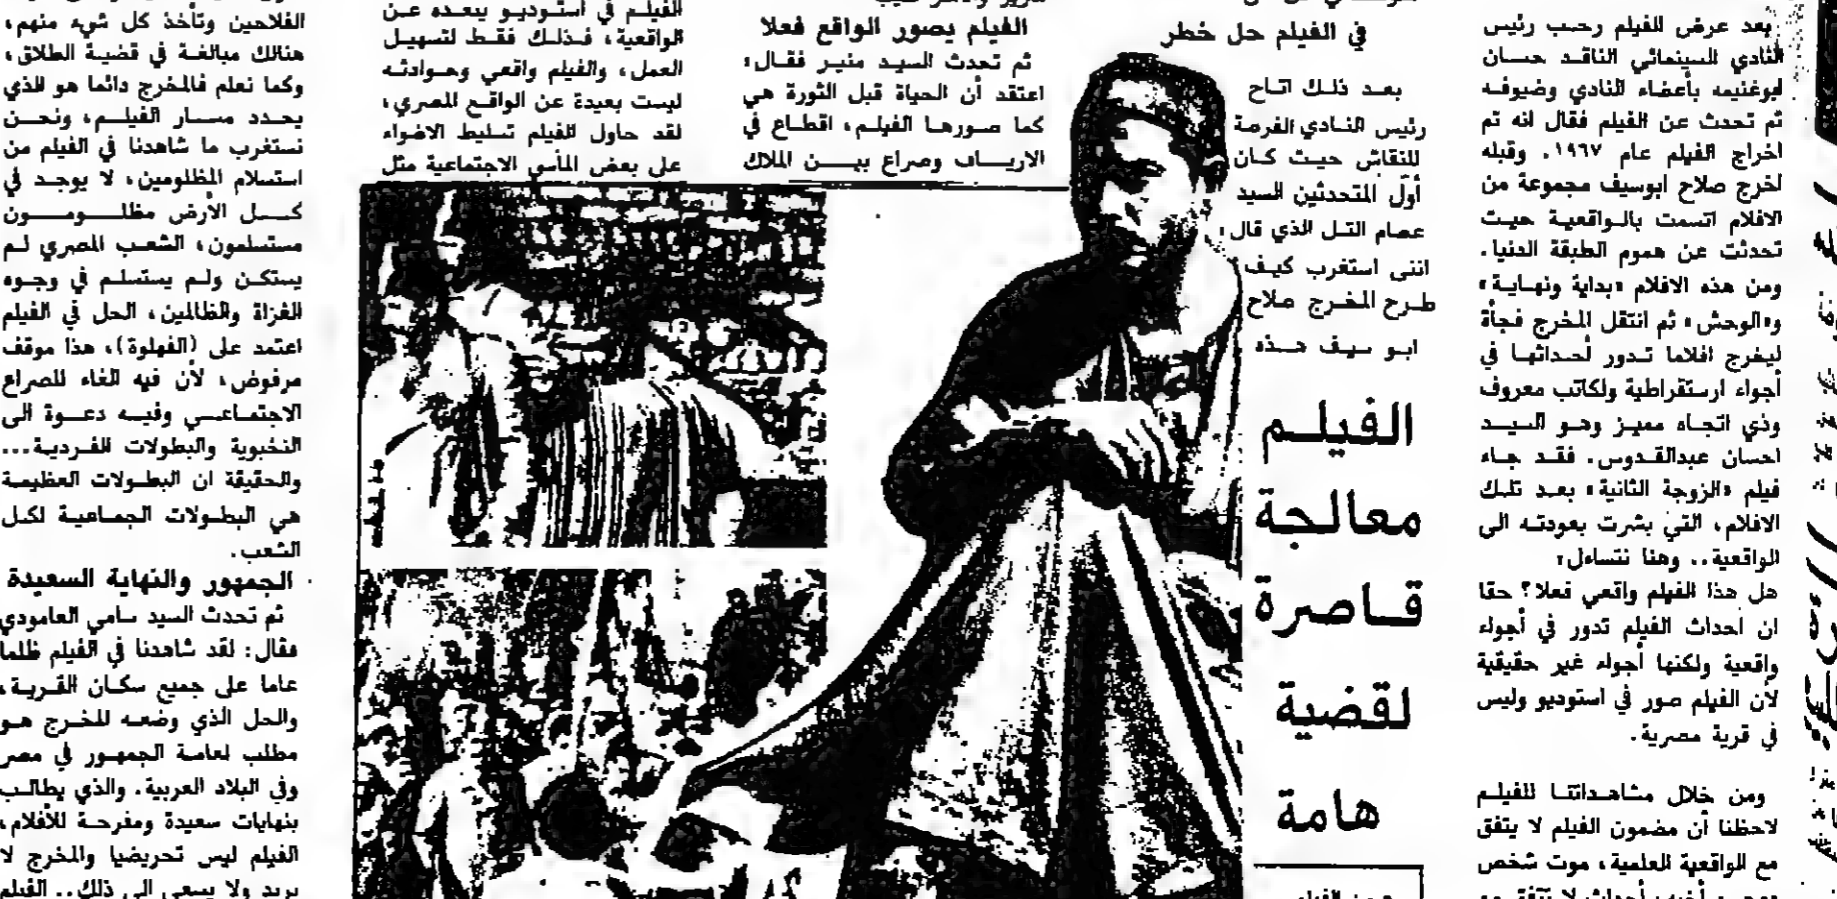 بعد عرض الفيلم رحب رئيس
النادي السينمائي الناقد حسان
ابوغنيمه بأعضاء النادي وضيوفه
ثم تحدث عن الفيلم فقال انه تم
اخراج الفيلم عام ١٩٦٧. وقبله
اخرج صلاح ابوسيف مجموعة من
الافلام اتسمت بالواقعية حيث
تحدثت عن هموم الطبقة الدنيا.
ومن هذه الافلام «بداية ونهاية»
و«الوحش» ثم انتقل المخرج فجأة
ليخرج افلاما تدور أحداثها في
أجواء ارستقراطية ولكاتب معروف
وذي اتجاه مميز وهو السيد
احسان عبدالقدوس. فقد جاء
فيلم «الزوجة الثانية» بعد تلك
الافلام، التي بشرت بعودته الى
الواقعية.. وهنا نتساءل:
هل هذا الفيلم واقعي فعلا؟ حقا
ان احداث الفيلم تدور في أجواء
واقعية ولكنها أجواء غير حقيقية
لأن الفيلم صور في استوديو وليس
في قرية مصرية.
ومن خلال مشاهداتنا للفيلم
لاحظنا أن مضمون الفيلم لا يتفق
مع الواقعية العلمية، موت شخص
في الفيلم حل خطر
بعد ذلك اتاح
رئيس النادي الفرصة
للنقاش حيث كان
أول المتحدثين السيد
عصام التل الذي قال:
انني استغرب كيف
طرح المخرج صلاح
ابو سيف هذه
الفيلم
معالجة
قاصرة
لقضية
هامة
الفيلم يصور الواقع فعلا
ثم تحدث السيد منير فقال:
اعتقد أن الحياة قبل الثورة هي
كما صورها الفيلم، اقطاع في
الارياف وصراع بين الملاك
الفيلم في استوديو يبعده عن
الواقعية، فذلك فقط لتسهيل
العمل، والفيلم واقعي وحوادثه
ليست بعيدة عن الواقع المصري،
لقد حاول الفيلم تسليط الاضواء
على بعض المآسي الاجتماعية مثل
الفلاحين وتأخذ كل شيء منهم،
هنالك مبالغة في قضية الطلاق،
وكما نعلم فالمخرج دائما هو الذي
يحدد مسار الفيلم، ونحن
نستغرب ما شاهدنا في الفيلم من
استسلام المظلومين، لا يوجد في
كل الأرض مظلومون
مستسلمون، الشعب المصري لم
يستكن ولم يستسلم في وجوه
الغزاة والظالمين، الحل في الفيلم
اعتمد على (الفهلوة)، هذا موقف
مرفوض، لأن فيه الغاء للصراع
الاجتماعي وفيه دعوة الى
النخبوية والبطولات الفردية...
والحقيقة ان البطولات العظيمة
هي البطولات الجماعية لكل
الشعب.
الجمهور والنهاية السعيدة
ثم تحدث السيد سامي العامودي
فقال: لقد شاهدنا في الفيلم ظلما
عاما على جميع سكان القرية،
والحل الذي وضعه المخرج هو
مطلب لعامة الجمهور في مصر
وفي البلاد العربية. والذي يطالب
بنهايات سعيدة ومفرحة للأفلام،
الفيلم ليس تحريضيا والمخرج لا
يريد ولا يسعى الى ذلك.. الفيلم